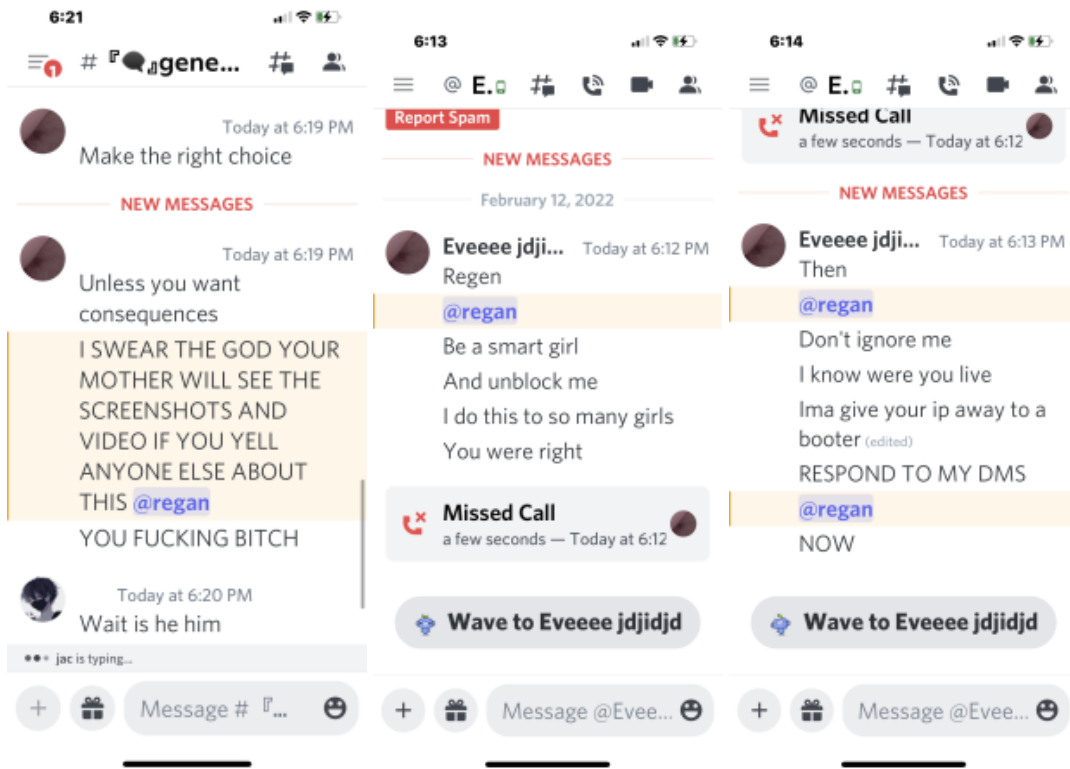 6:21
# 『🗨』gene...
Today at 6:19 PM
Make the right choice
NEW MESSAGES
Today at 6:19 PM
Unless you want
consequences
I SWEAR THE GOD YOUR
MOTHER WILL SEE THE
SCREENSHOTS AND
VIDEO IF YOU YELL
ANYONE ELSE ABOUT
THIS @regan
YOU FUCKING BITCH
Today at 6:20 PM
Wait is he him
jac is typing...
Message # 『...
6:13
@ E.
Report Spam
NEW MESSAGES
February 12, 2022
Eveeee jdji... Today at 6:12 PM
Regen
@regan
Be a smart girl
And unblock me
I do this to so many girls
You were right
Missed Call
a few seconds — Today at 6:12
Wave to Eveeee jdjidjd
Message @Evee...
6:14
@ E.
Missed Call
a few seconds — Today at 6:12
NEW MESSAGES
Eveeee jdji... Today at 6:13 PM
Then
@regan
Don't ignore me
I know were you live
Ima give your ip away to a
booter (edited)
RESPOND TO MY DMS
@regan
NOW
Wave to Eveeee jdjidjd
Message @Evee...